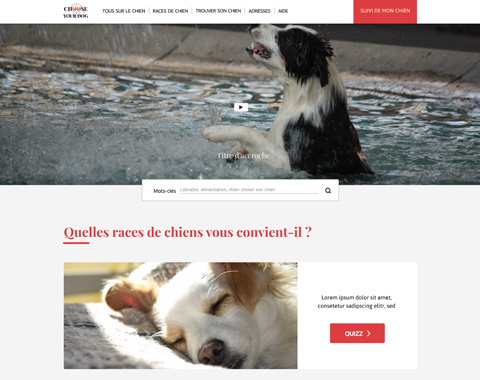 CHOOSE
YOUR DOG
TOUS SUR LE CHIEN | RACES DE CHIEN | TROUVER SON CHIEN | ADRESSES | AIDE
SUIVI DE MON CHIEN
Titre d'accroche
Mots-clés Labrador, alimentation, chien choisir son chien
Quelles races de chiens vous convient-il ?
Lorem ipsum dolor sit amet,
consetetur sadipscing elitr, sed
QUIZZ